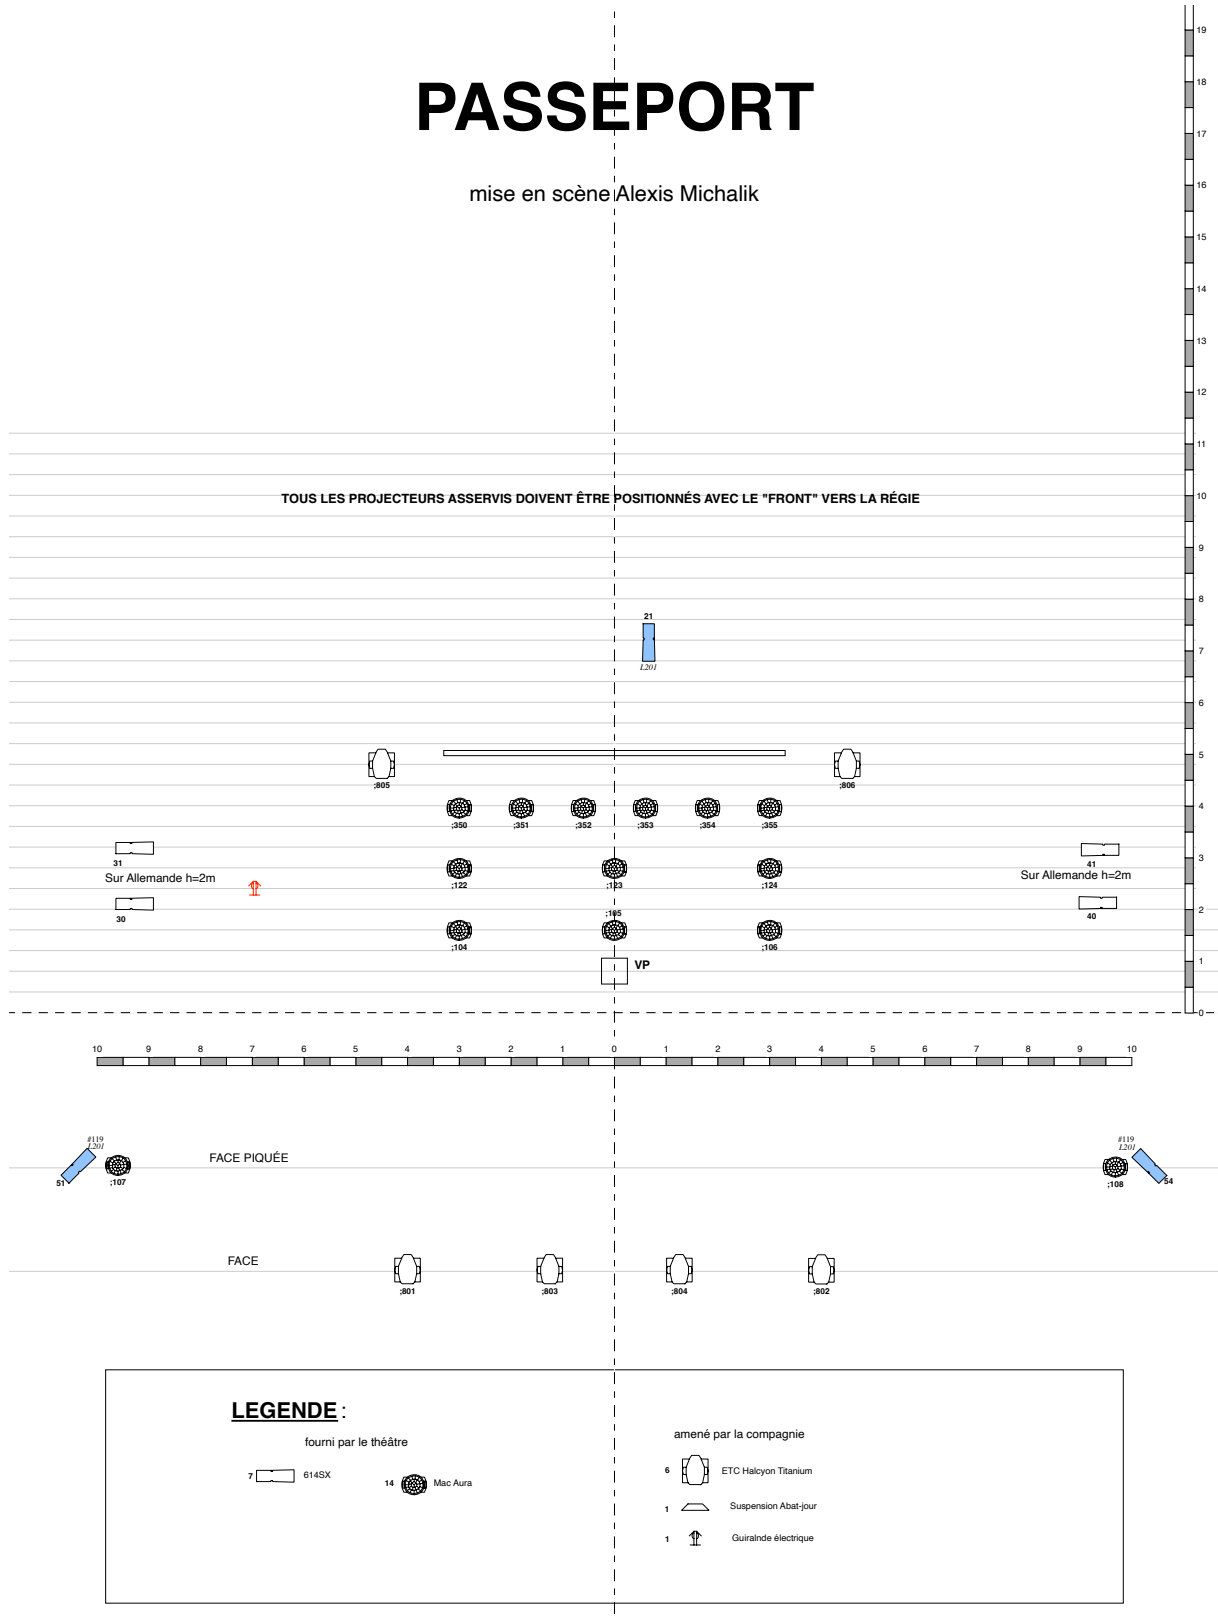 19
18
PASSEPORT
17
16
mise en scène Alexis Michalik
15
14
13
12
11
10
TOUS LES PROJECTEURS ASSERVIS DOIVENT ÊTRE POSITIONNÉS AVEC LE "FRONT" VERS LA RÉGIE
9
8
21
7
L201
6
5
;805
;806
4
;350 ;351 ;352 ;353 ;354 ;355
3
31
41
Sur Allemande h=2m
Sur Allemande h=2m
;122 ;123 ;124
2
30
40
;105
;104
;106
VP
1
0
10 9 8 7 6 5 4 3 2 1 0 1 2 3 4 5 6 7 8 9 10
#119
L201
#119
L201
FACE PIQUÉE
51
;107
;108
54
FACE
;801 ;803 ;804 ;802
LEGENDE :
fourni par le théâtre
7 614SX
14 Mac Aura
amené par la compagnie
6 ETC Halcyon Titanium
1 Suspension Abat-jour
1 Guiralnde électrique